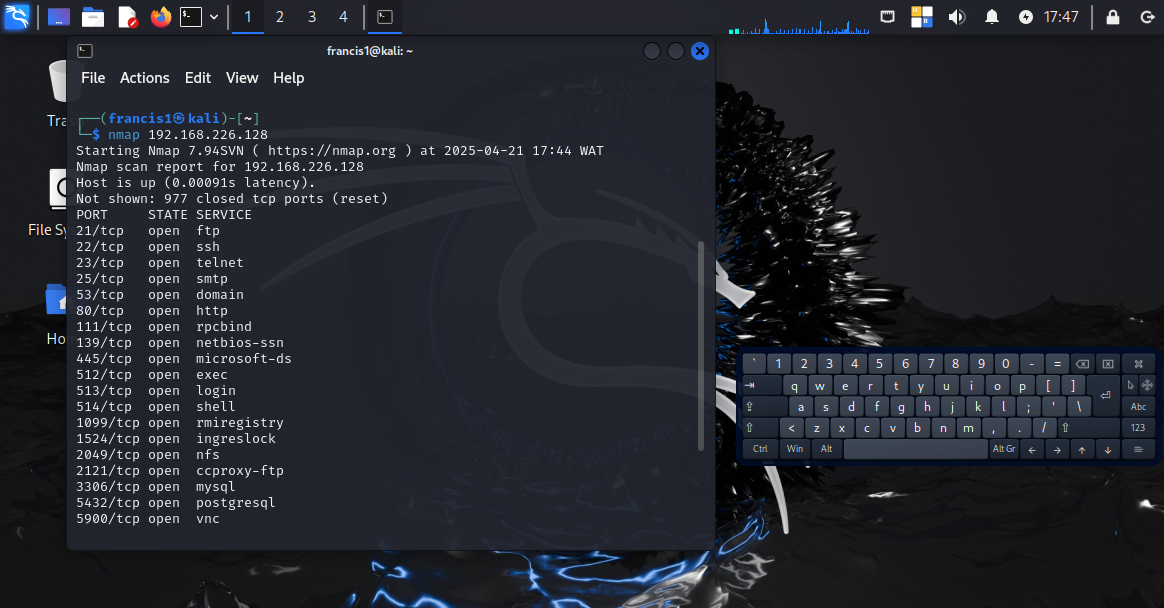 1 2 3 4 17:47
francis1@kali: ~
File Actions Edit View Help
┌──(francis1㉿kali)-[~]
└─$ nmap 192.168.226.128
Starting Nmap 7.94SVN ( https://nmap.org ) at 2025-04-21 17:44 WAT
Nmap scan report for 192.168.226.128
Host is up (0.00091s latency).
Not shown: 977 closed tcp ports (reset)
PORT     STATE SERVICE
21/tcp   open  ftp
22/tcp   open  ssh
23/tcp   open  telnet
25/tcp   open  smtp
53/tcp   open  domain
80/tcp   open  http
111/tcp  open  rpcbind
139/tcp  open  netbios-ssn
445/tcp  open  microsoft-ds
512/tcp  open  exec
513/tcp  open  login
514/tcp  open  shell
1099/tcp open  rmiregistry
1524/tcp open  ingreslock
2049/tcp open  nfs
2121/tcp open  ccproxy-ftp
3306/tcp open  mysql
5432/tcp open  postgresql
5900/tcp open  vnc
Tra
File Sy
Ho
` 1 2 3 4 5 6 7 8 9 0 - =
q w e r t y u i o p [ ]
a s d f g h j k l ; ' \ Abc
< z x c v b n m , . / 123
Ctrl Win Alt Alt Gr ← → ↑ ↓